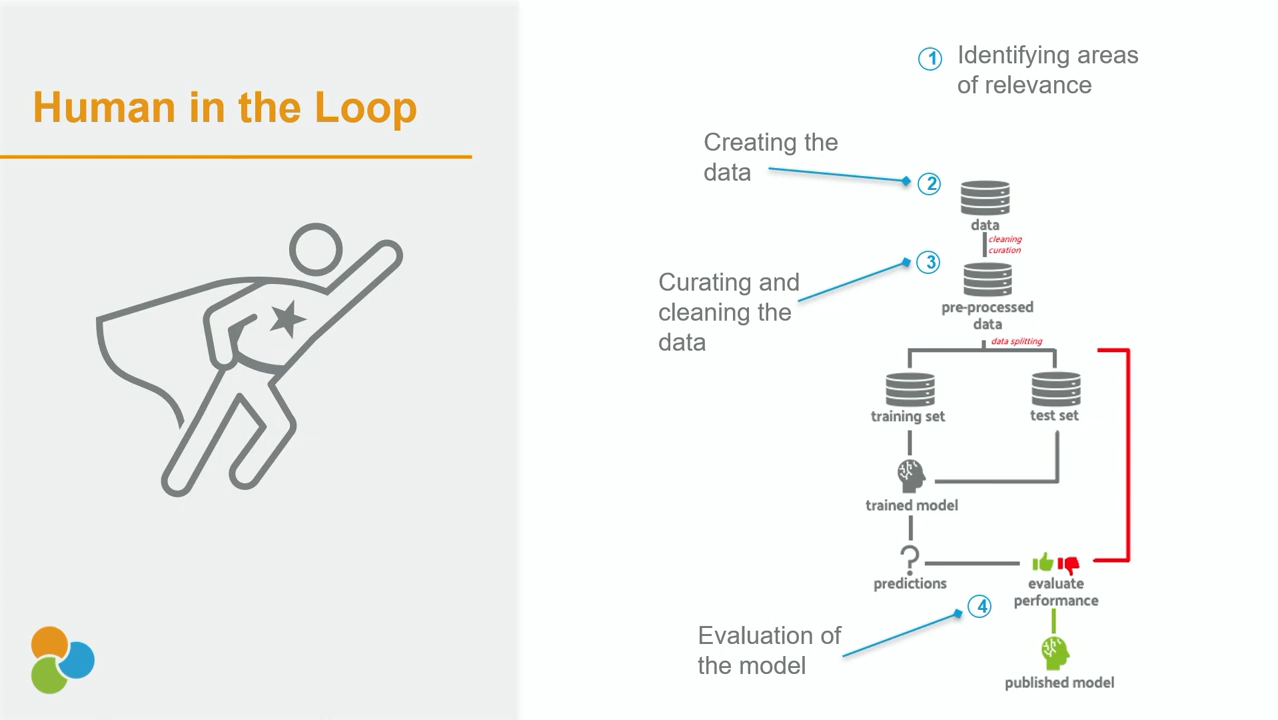 Human in the Loop
1 Identifying areas
of relevance
Creating the
data
2
data
cleaning
curation
3
Curating and
cleaning the
data
pre-processed
data
data splitting
training set
test set
trained model
?
predictions
evaluate
performance
4
Evaluation of
the model
published model